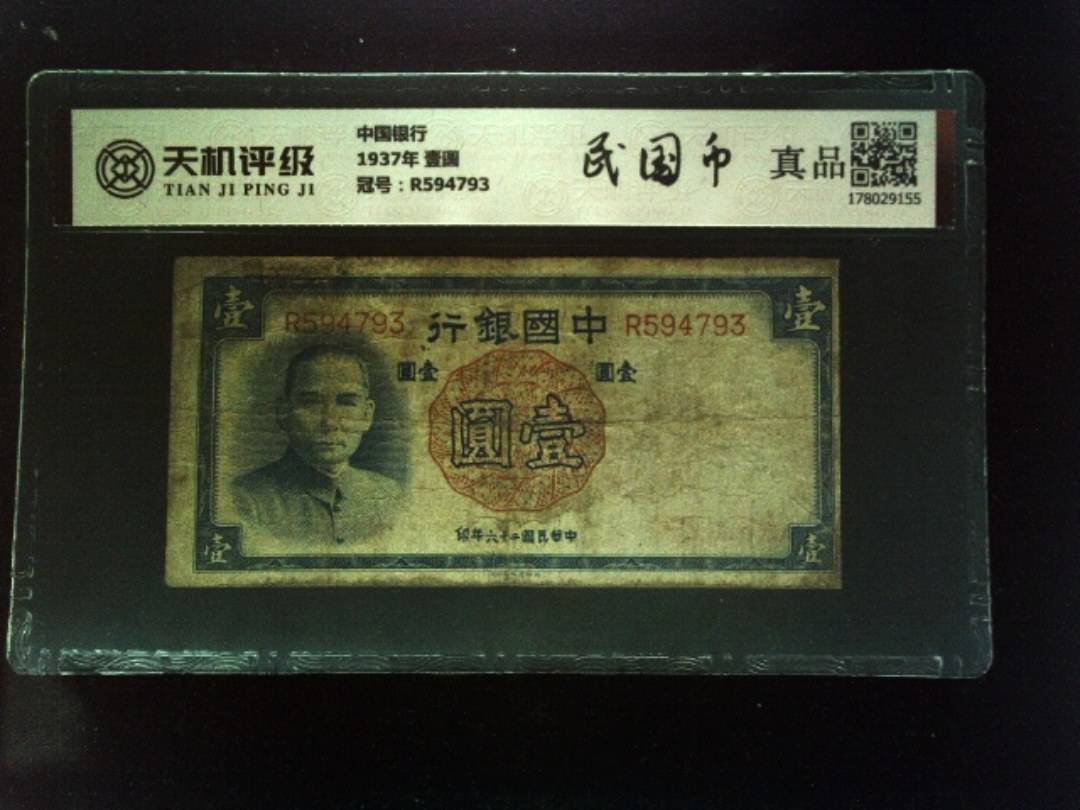 天机评级
TIAN JI PING JI
中国银行
1937年 壹圆
冠号：R594793
民国币
真品
178029155
壹
壹
R594793
行銀國中
R594793
圓壹
圓壹
圓壹
印年六十二國民華中
壹
壹